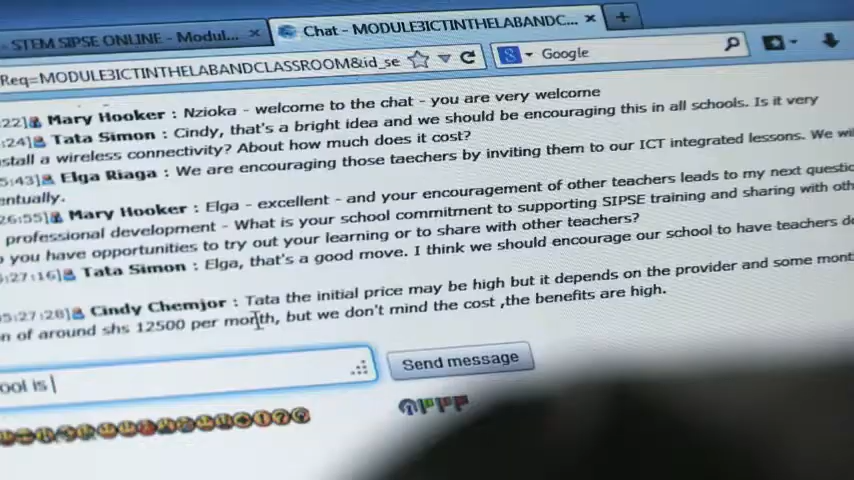 - STEM SIPSE ONLINE - Modul...
Chat - MODULE3ICTINTHELABANDC...
Req=MODULE3ICTINTHELABANDCLASSROOM&id_se
Google
:22] Mary Hooker : Nzioka - welcome to the chat - you are very welcome
:24] Tata Simon : Cindy, that's a bright idea and we should be encouraging this in all schools. Is it very
stall a wireless connectivity? About how much does it cost?
5:43] Elga Riaga : We are encouraging those taechers by inviting them to our ICT integrated lessons. We wil
entually.
26:55] Mary Hooker : Elga - excellent - and your encouragement of other teachers leads to my next questio
professional development - What is your school commitment to supporting SIPSE training and sharing with oth
you have opportunities to try out your learning or to share with other teachers?
5:27:16] Tata Simon : Elga, that's a good move. I think we should encourage our school to have teachers de
05:27:28] Cindy Chemjor : Tata the initial price may be high but it depends on the provider and some mont
n of around shs 12500 per month, but we don't mind the cost ,the benefits are high.
ool is
Send message